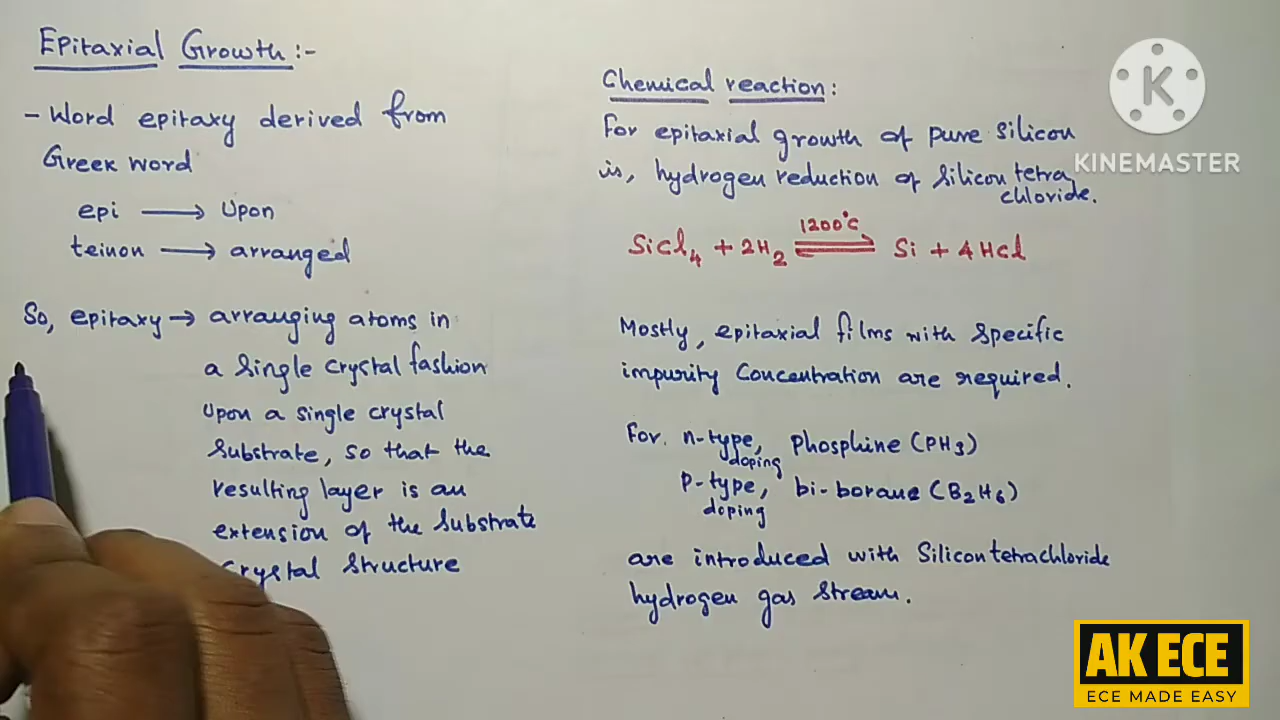 Epitaxial Growth :-
- Word epitaxy derived from
Greek word
epi → Upon
teinon → arranged
So, epitaxy → arranging atoms in
a single crystal fashion
Upon a single crystal
substrate, so that the
resulting layer is an
extension of the substrate
crystal structure
Chemical reaction :
For epitaxial growth of pure silicon
is, hydrogen reduction of silicon tetra
chloride.
1200°C
SiCl4 + 2H2 ⇌ Si + 4HCl
Mostly, epitaxial films with specific
impurity concentration are required.
For n-type, Phosphine (PH3)
doping
P-type, bi-borane (B2H6)
doping
are introduced with Silicon tetrachloride
hydrogen gas stream.
K
KINEMASTER
AK ECE
ECE MADE EASY